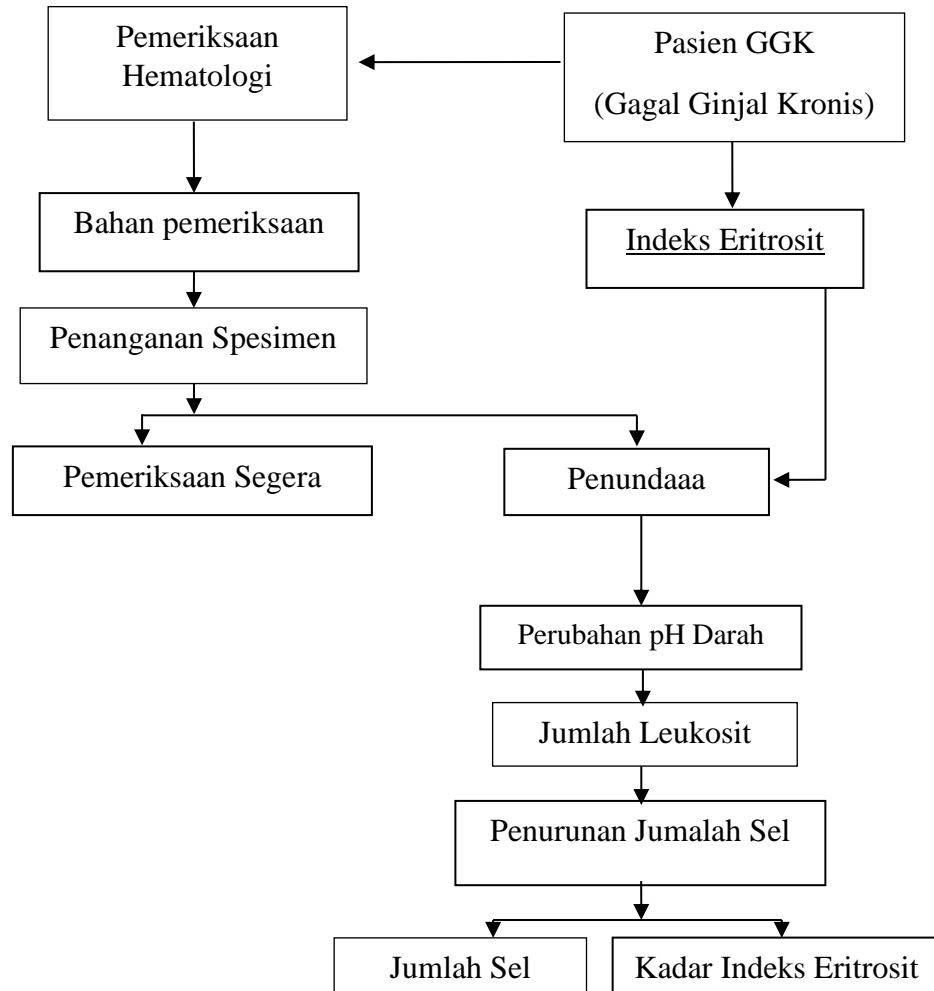 Pemeriksaan
Hematologi
Pasien GGK
(Gagal Ginjal Kronis)
Bahan pemeriksaan
Indeks Eritrosit
Penanganan Spesimen
Pemeriksaan Segera
Penundaaa
Perubahan pH Darah
Jumlah Leukosit
Penurunan Jumalah Sel
Jumlah Sel
Kadar Indeks Eritrosit